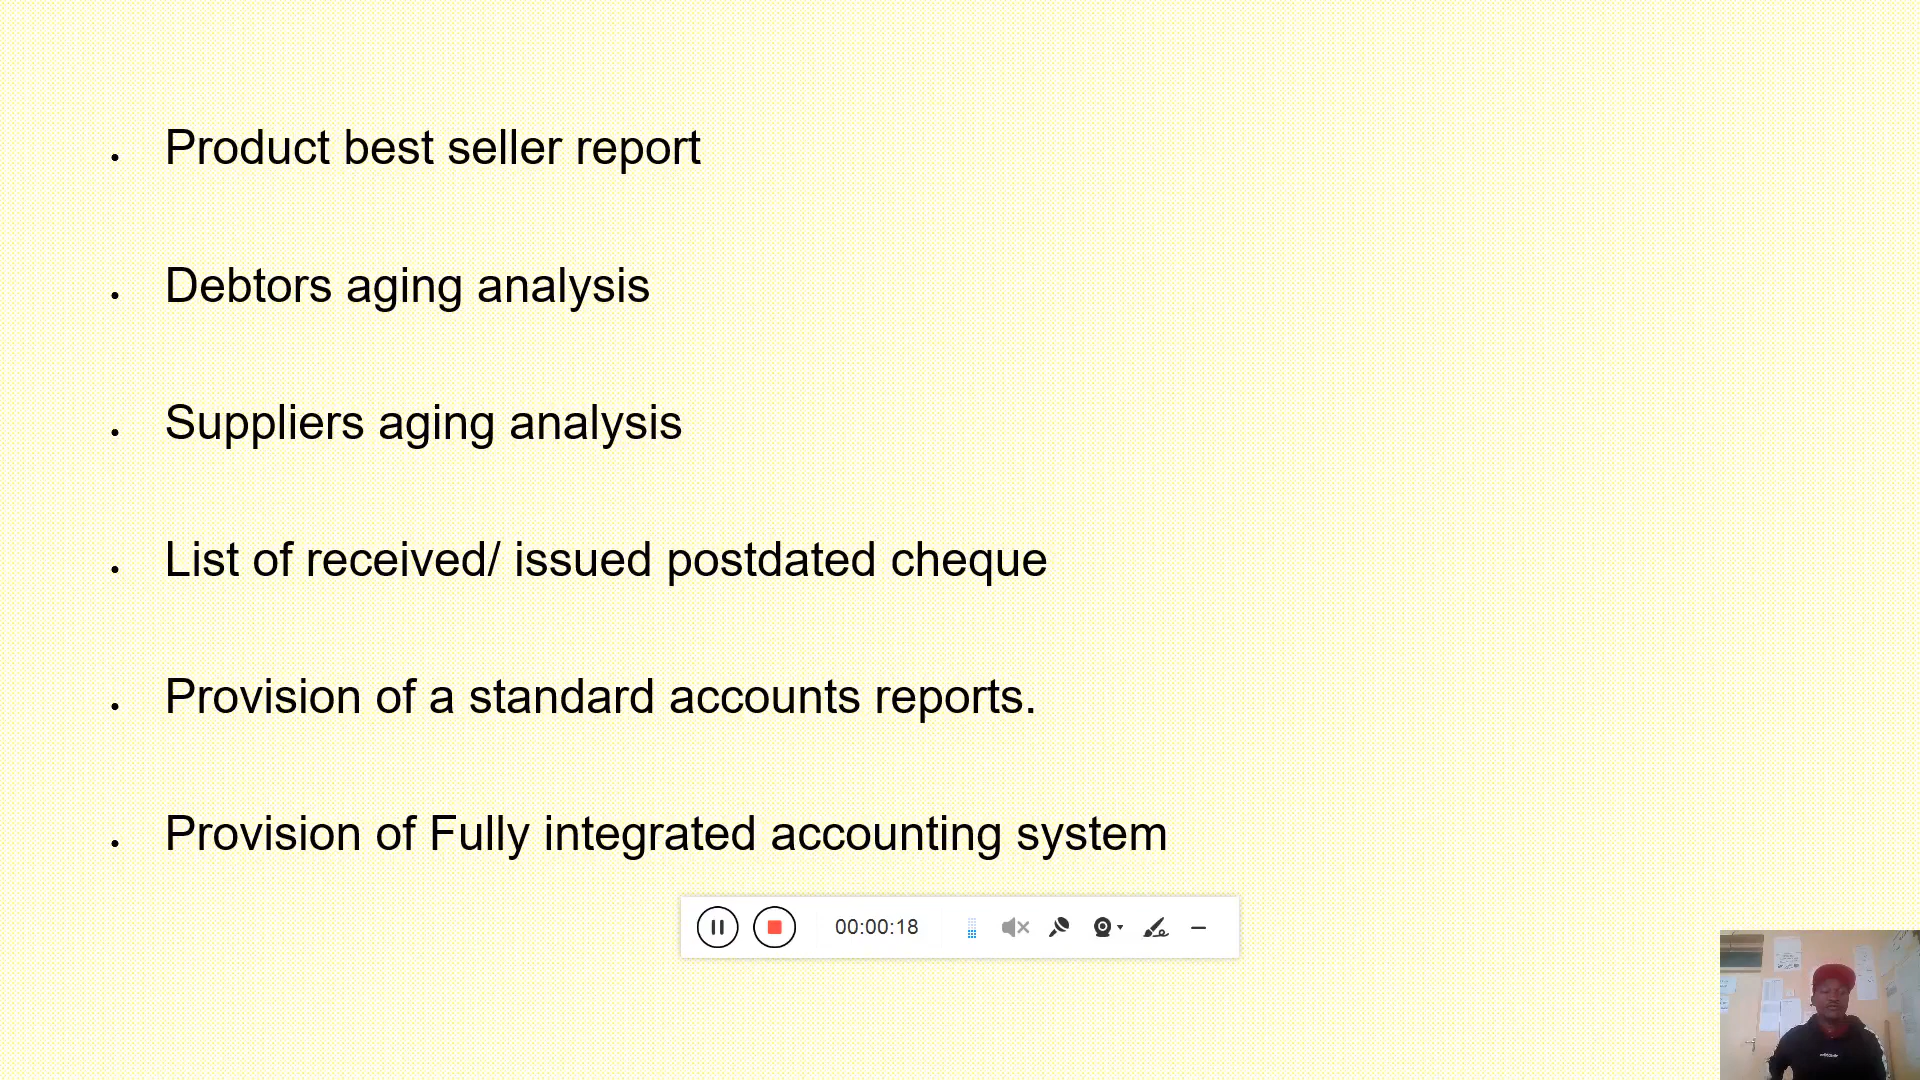 . Product best seller report
. Debtors aging analysis
. Suppliers aging analysis
. List of received/ issued postdated cheque
. Provision of a standard accounts reports.
. Provision of Fully integrated accounting system
00:00:18